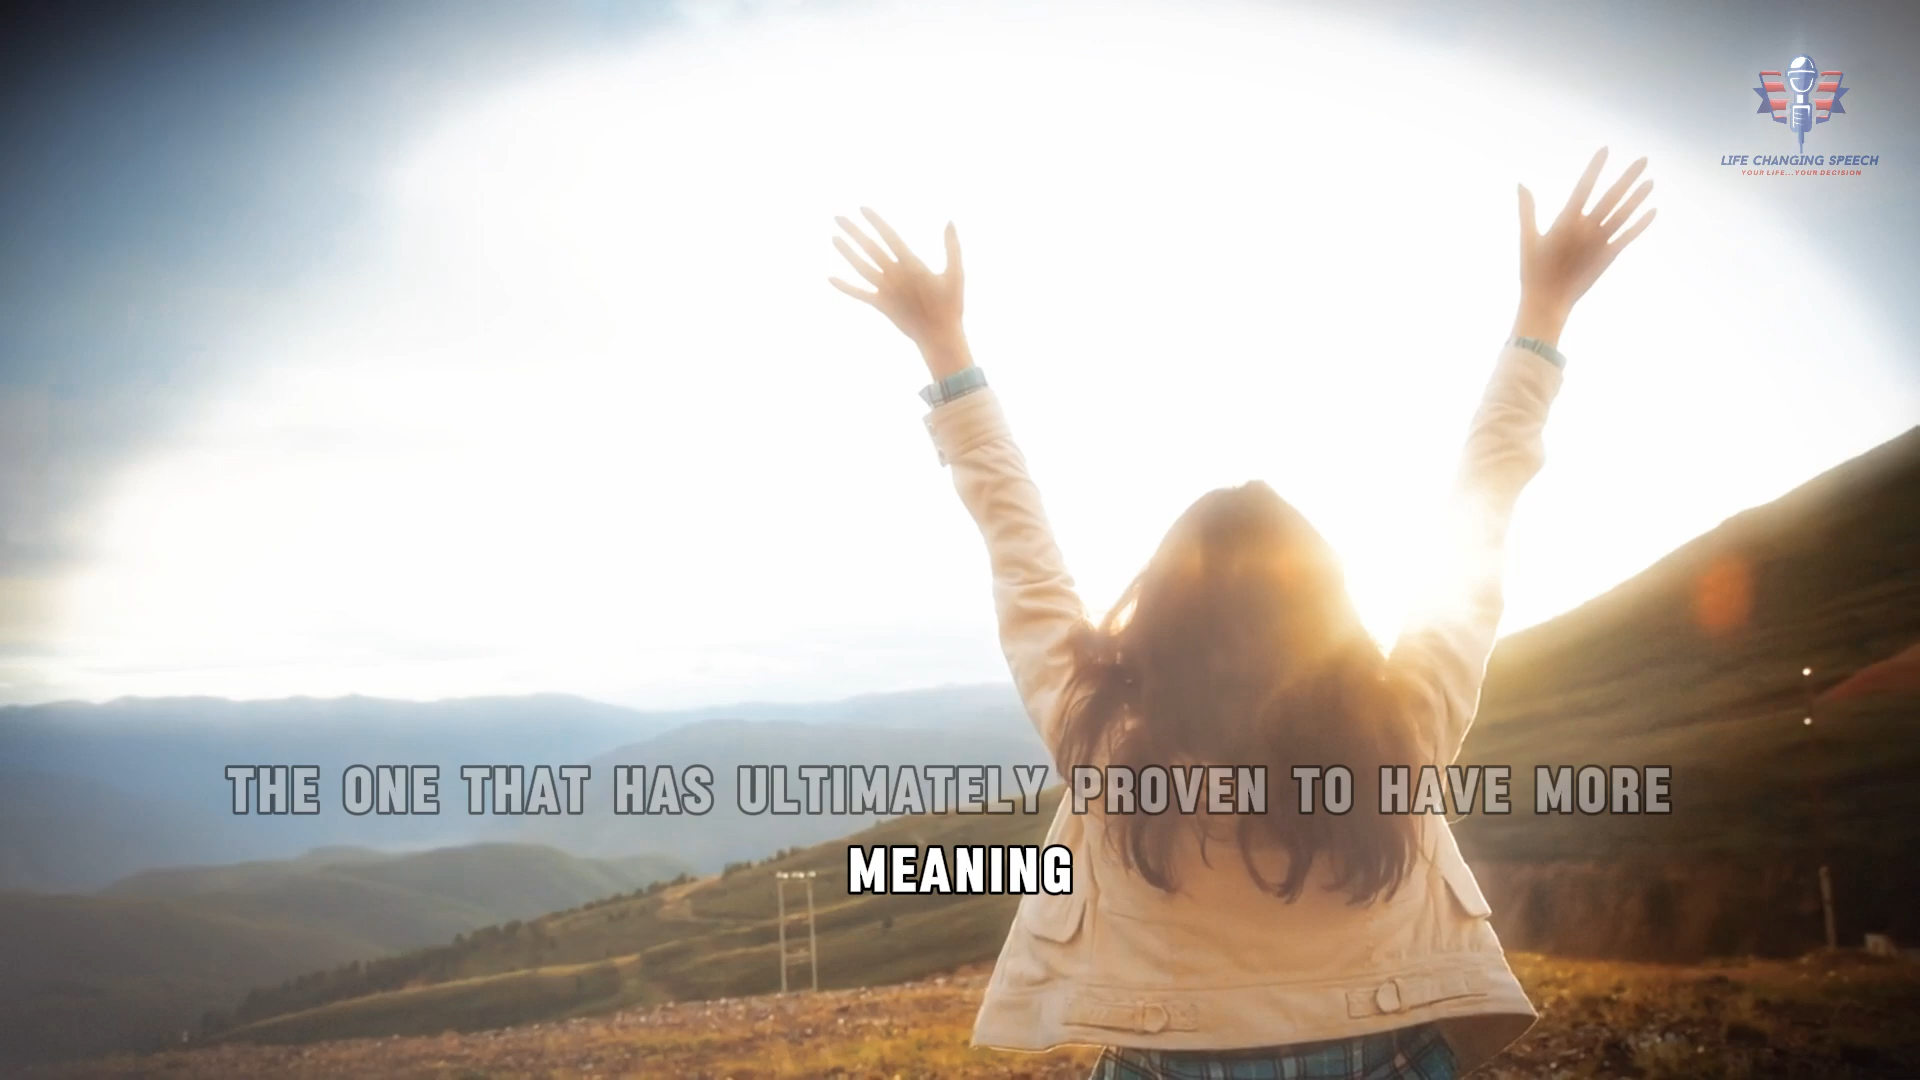 LIFE CHANGING SPEECH
YOUR LIFE...YOUR DECISION
THE ONE THAT HAS ULTIMATELY PROVEN TO HAVE MORE
MEANING